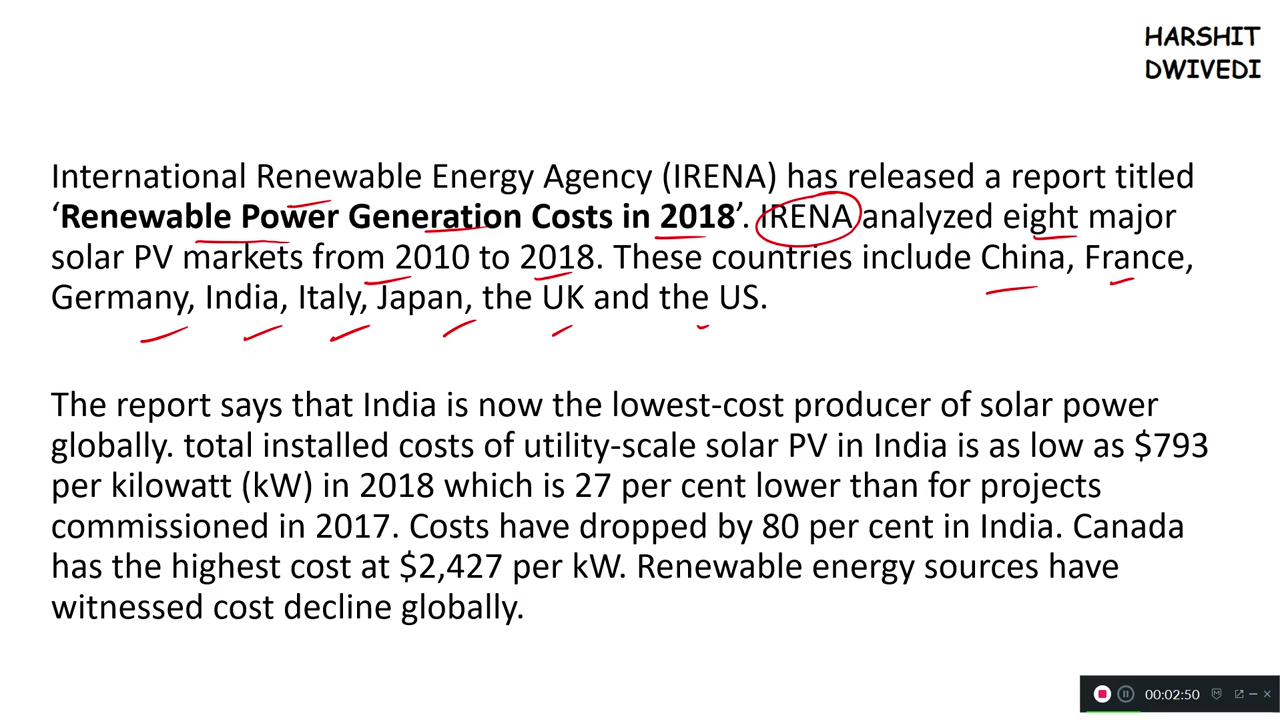 HARSHIT
DWIVEDI
International Renewable Energy Agency (IRENA) has released a report titled
‘Renewable Power Generation Costs in 2018’. IRENA analyzed eight major
solar PV markets from 2010 to 2018. These countries include China, France,
Germany, India, Italy, Japan, the UK and the US.
The report says that India is now the lowest-cost producer of solar power
globally. total installed costs of utility-scale solar PV in India is as low as $793
per kilowatt (kW) in 2018 which is 27 per cent lower than for projects
commissioned in 2017. Costs have dropped by 80 per cent in India. Canada
has the highest cost at $2,427 per kW. Renewable energy sources have
witnessed cost decline globally.
00:02:50